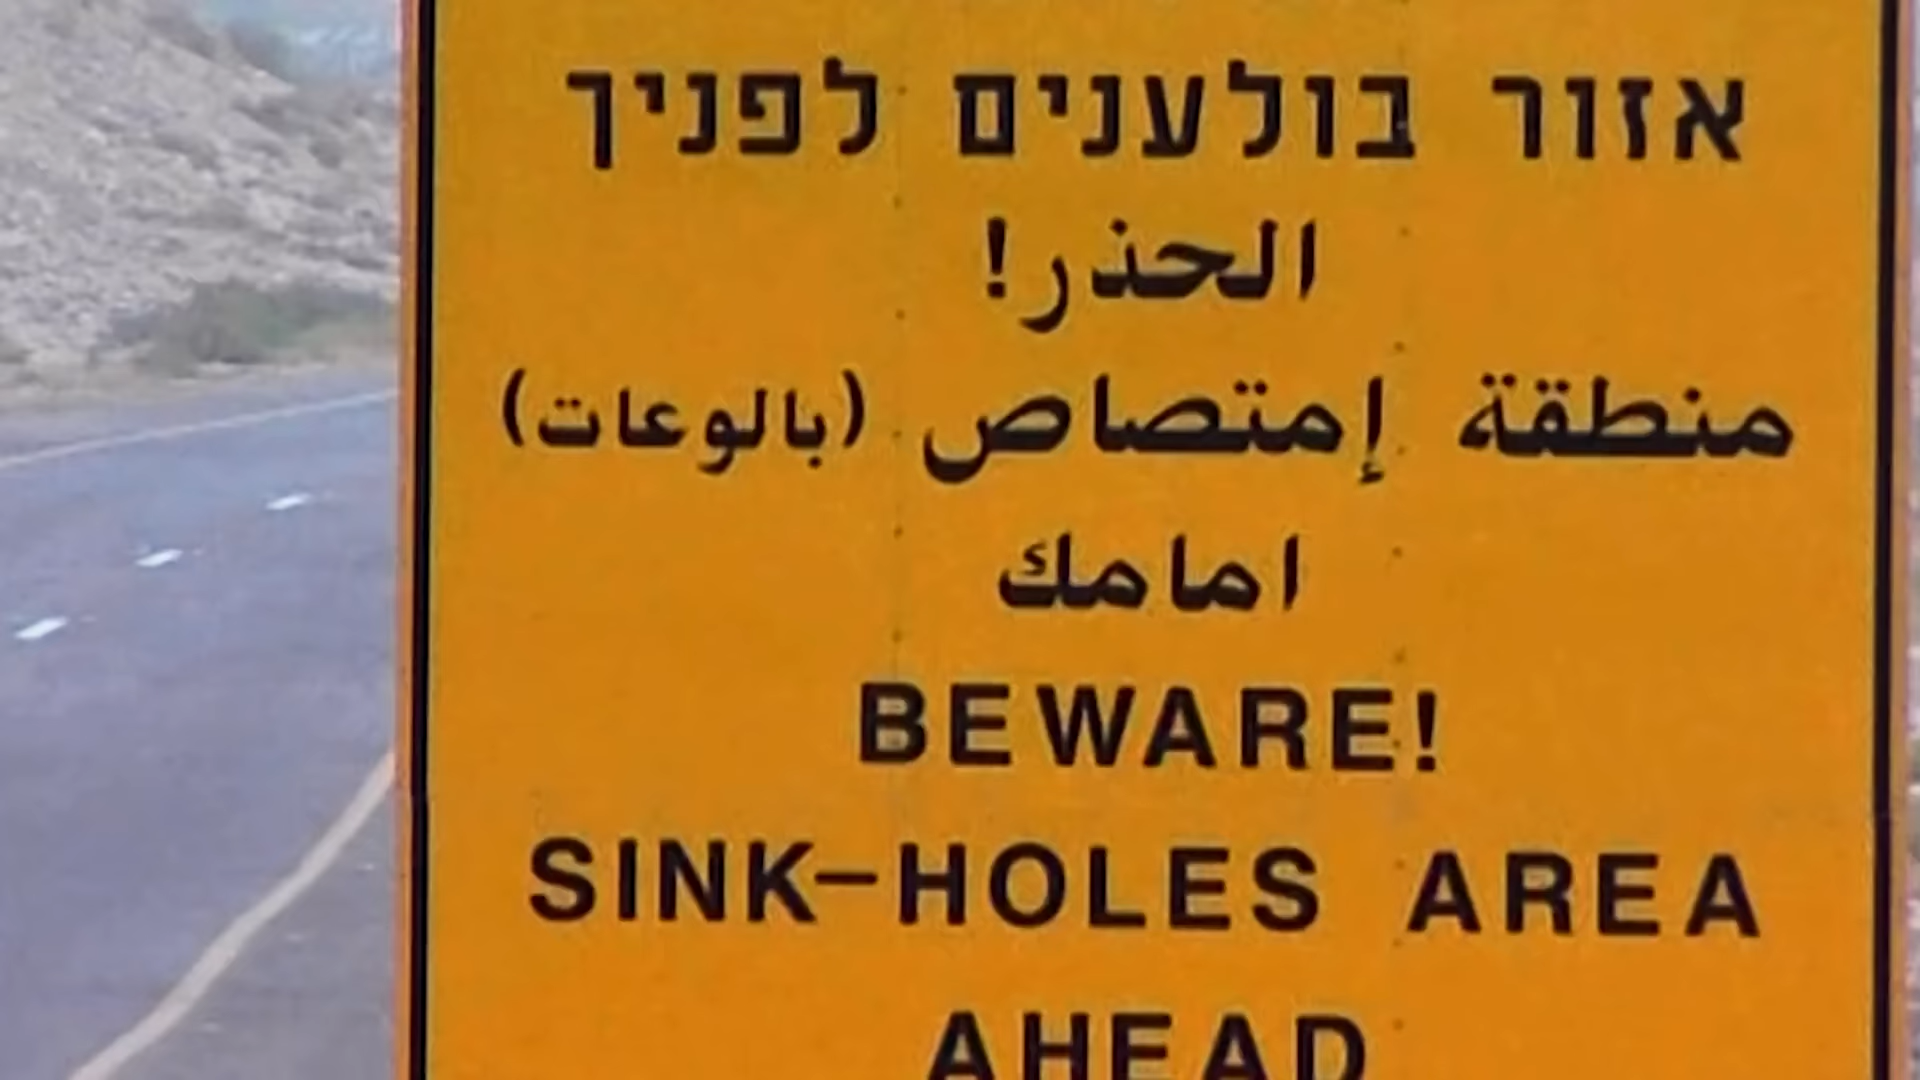 אזור בולענים לפניך
الحذر!
منطقة إمتصاص (بالوعات)
امامك
BEWARE!
SINK-HOLES AREA
AHEAD